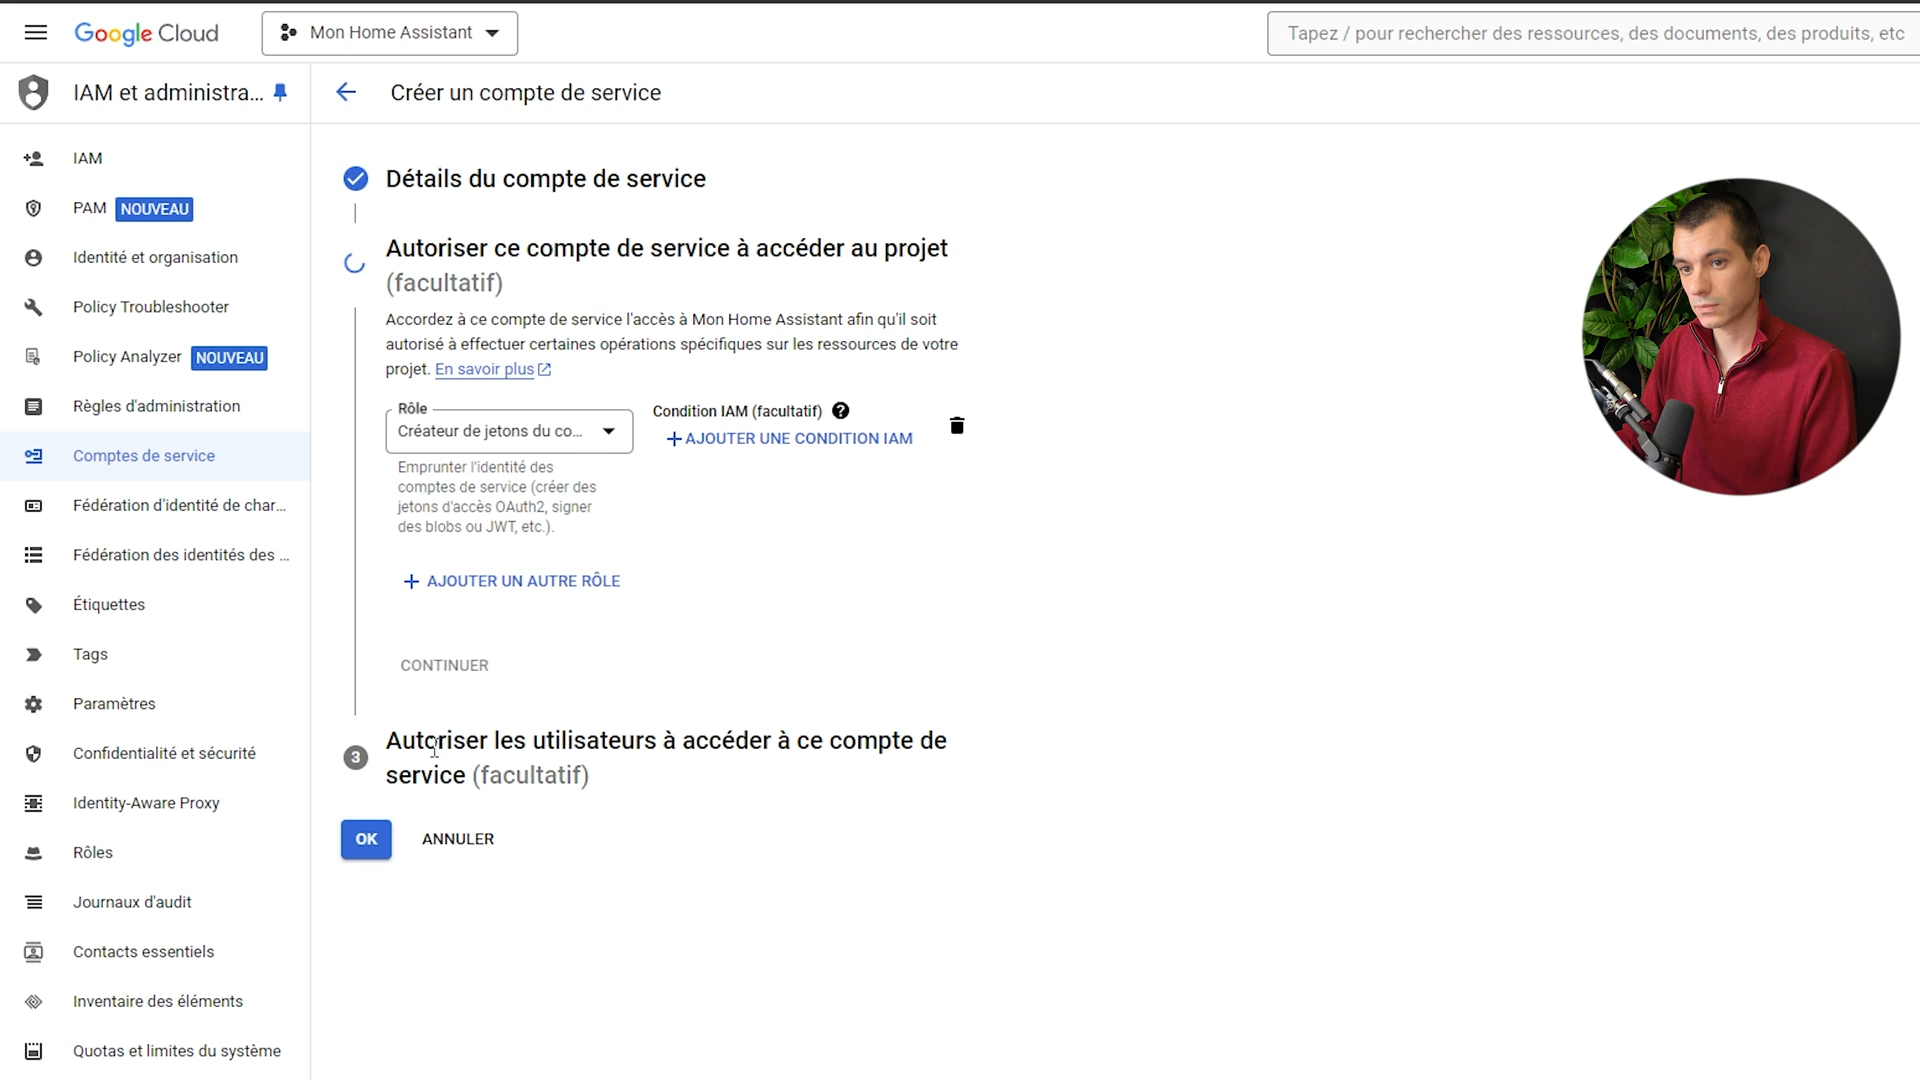 Google Cloud
Mon Home Assistant
Tapez / pour rechercher des ressources, des documents, des produits, etc
IAM et administra...
Créer un compte de service
IAM
PAM NOUVEAU
Identité et organisation
Policy Troubleshooter
Policy Analyzer NOUVEAU
Règles d'administration
Comptes de service
Fédération d'identité de char...
Fédération des identités des ...
Étiquettes
Tags
Paramètres
Confidentialité et sécurité
Identity-Aware Proxy
Rôles
Journaux d'audit
Contacts essentiels
Inventaire des éléments
Quotas et limites du système
Détails du compte de service
Autoriser ce compte de service à accéder au projet
(facultatif)
Accordez à ce compte de service l'accès à Mon Home Assistant afin qu'il soit
autorisé à effectuer certaines opérations spécifiques sur les ressources de votre
projet. En savoir plus
Rôle
Créateur de jetons du co...
Condition IAM (facultatif) ?
+ AJOUTER UNE CONDITION IAM
Emprunter l'identité des
comptes de service (créer des
jetons d'accès OAuth2, signer
des blobs ou JWT, etc.).
+ AJOUTER UN AUTRE RÔLE
CONTINUER
3
Autoriser les utilisateurs à accéder à ce compte de
service (facultatif)
OK
ANNULER